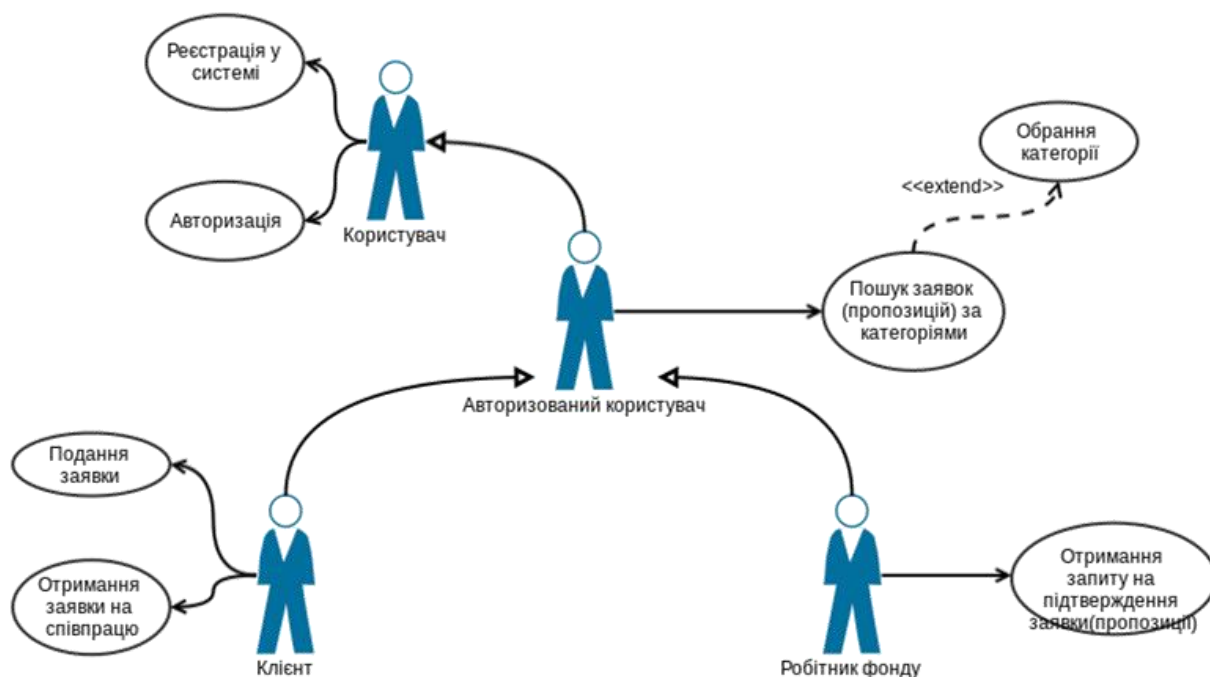 Реєстрація у
системі
Авторизація
Користувач
Обрання
категорії
<<extend>>
Пошук заявок
(пропозицій) за
категоріями
Авторизований користувач
Подання
заявки
Отримання
заявки на
співпрацю
Клієнт
Отримання
запиту на
підтверждення
заявки(пропозиції)
Робітник фонду